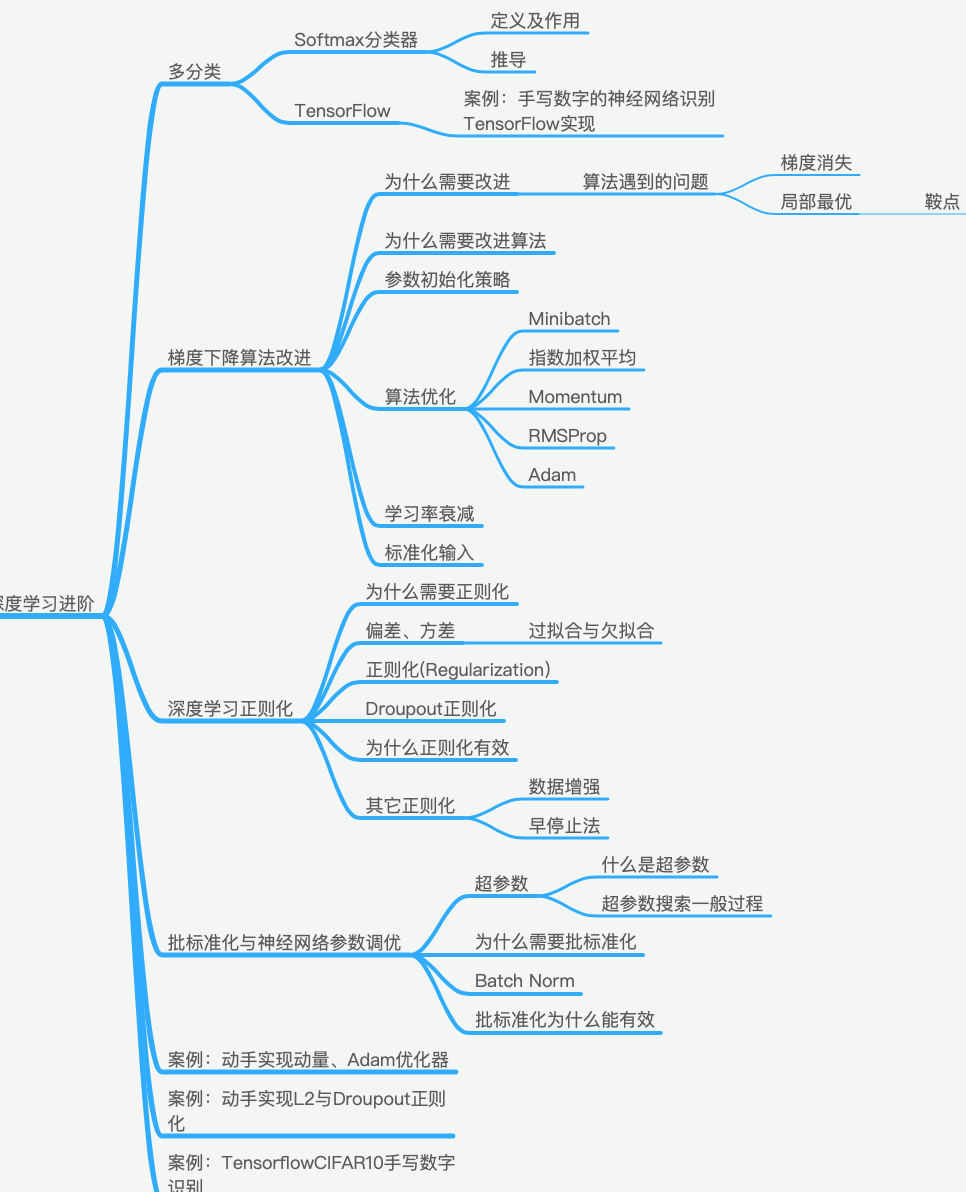 定义及作用
Softmax分类器
推导
多分类
案例：手写数字的神经网络识别
TensorFlow
TensorFlow实现
梯度消失
为什么需要改进
算法遇到的问题
局部最优
鞍点
为什么需要改进算法
参数初始化策略
Minibatch
梯度下降算法改进
指数加权平均
算法优化
Momentum
RMSProp
Adam
学习率衰减
标准化输入
为什么需要正则化
深度学习进阶
偏差、方差
过拟合与欠拟合
正则化(Regularization)
深度学习正则化
Droupout正则化
为什么正则化有效
数据增强
其它正则化
早停止法
什么是超参数
超参数
超参数搜索一般过程
批标准化与神经网络参数调优
为什么需要批标准化
Batch Norm
批标准化为什么能有效
案例：动手实现动量、Adam优化器
案例：动手实现L2与Droupout正则
化
案例：TensorflowCIFAR10手写数字
识别